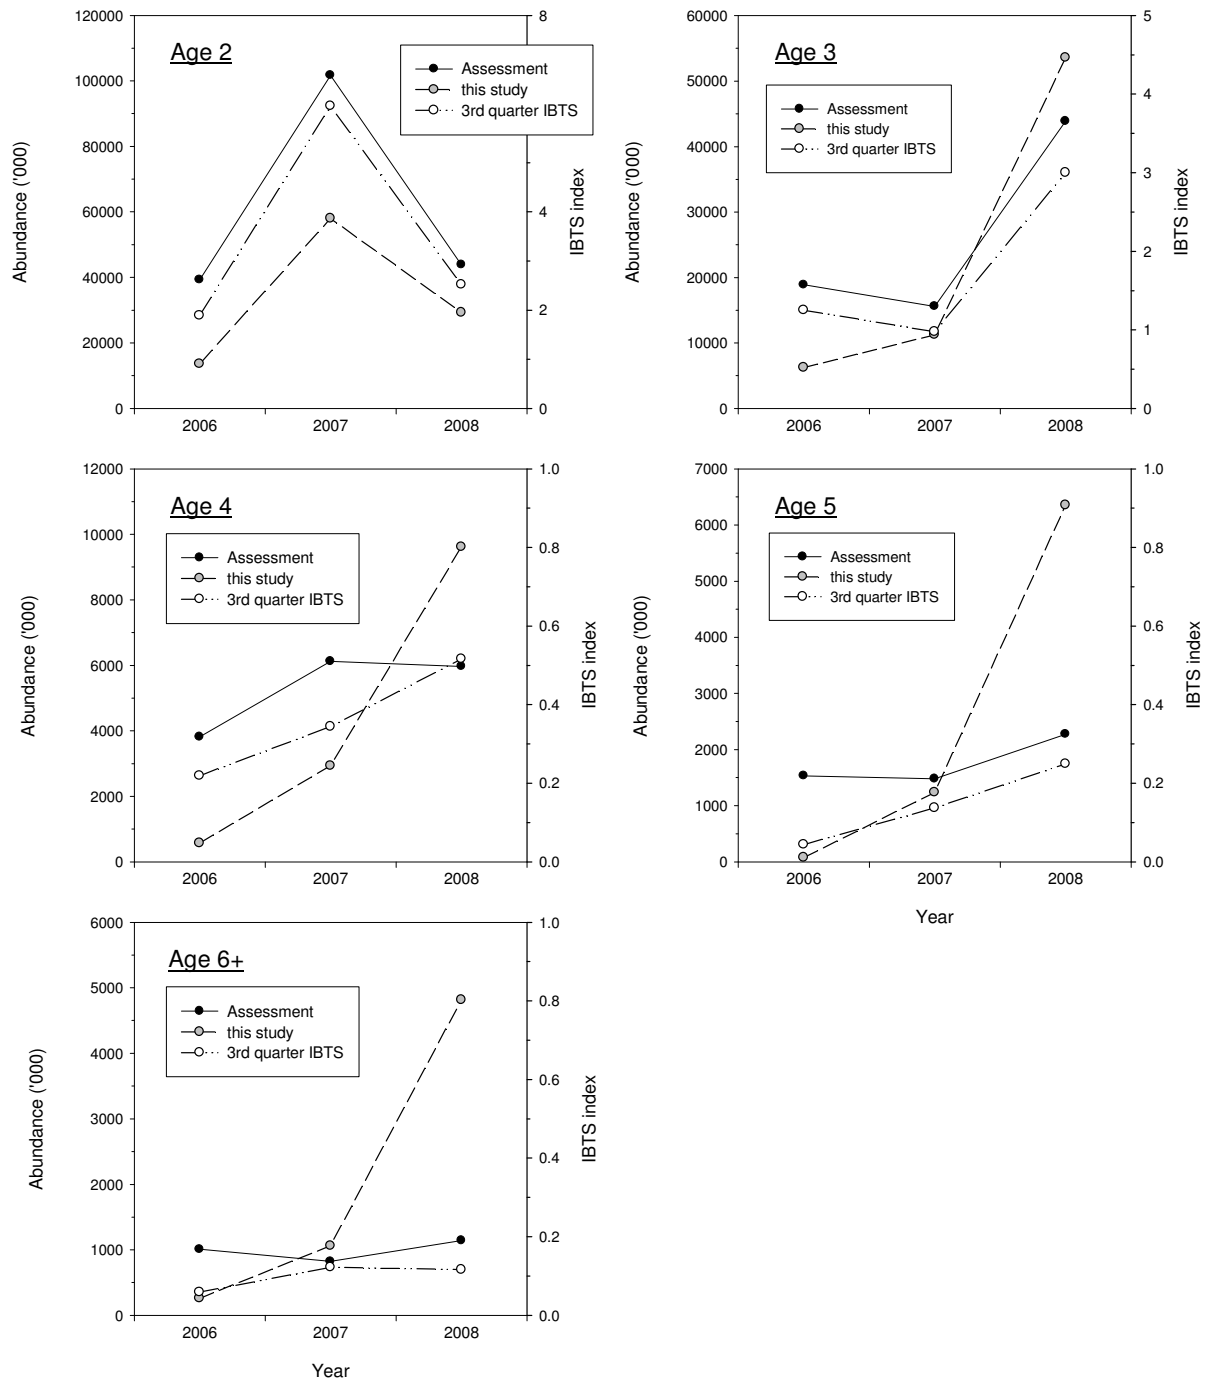 Age 2
Assessment
this study
3rd quarter IBTS
120000
100000
80000
60000
40000
20000
0
Abundance ('000)
8
6
4
2
0
IBTS index
2006 2007 2008
Age 3
Assessment
this study
3rd quarter IBTS
60000
50000
40000
30000
20000
10000
0
Abundance ('000)
5
4
3
2
1
0
IBTS index
2006 2007 2008
Age 4
Assessment
this study
3rd quarter IBTS
12000
10000
8000
6000
4000
2000
0
Abundance ('000)
1.0
0.8
0.6
0.4
0.2
0.0
IBTS index
2006 2007 2008
Age 5
Assessment
this study
3rd quarter IBTS
7000
6000
5000
4000
3000
2000
1000
0
Abundance ('000)
1.0
0.8
0.6
0.4
0.2
0.0
IBTS index
2006 2007 2008
Year
Age 6+
Assessment
this study
3rd quarter IBTS
6000
5000
4000
3000
2000
1000
0
Abundance ('000)
1.0
0.8
0.6
0.4
0.2
0.0
IBTS index
2006 2007 2008
Year